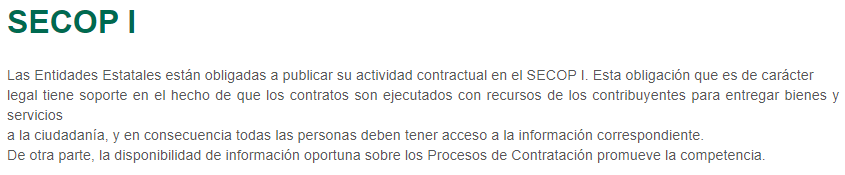 SECOP I
Las Entidades Estatales están obligadas a publicar su actividad contractual en el SECOP I. Esta obligación que es de carácter
legal tiene soporte en el hecho de que los contratos son ejecutados con recursos de los contribuyentes para entregar bienes y
servicios
a la ciudadanía, y en consecuencia todas las personas deben tener acceso a la información correspondiente.
De otra parte, la disponibilidad de información oportuna sobre los Procesos de Contratación promueve la competencia.